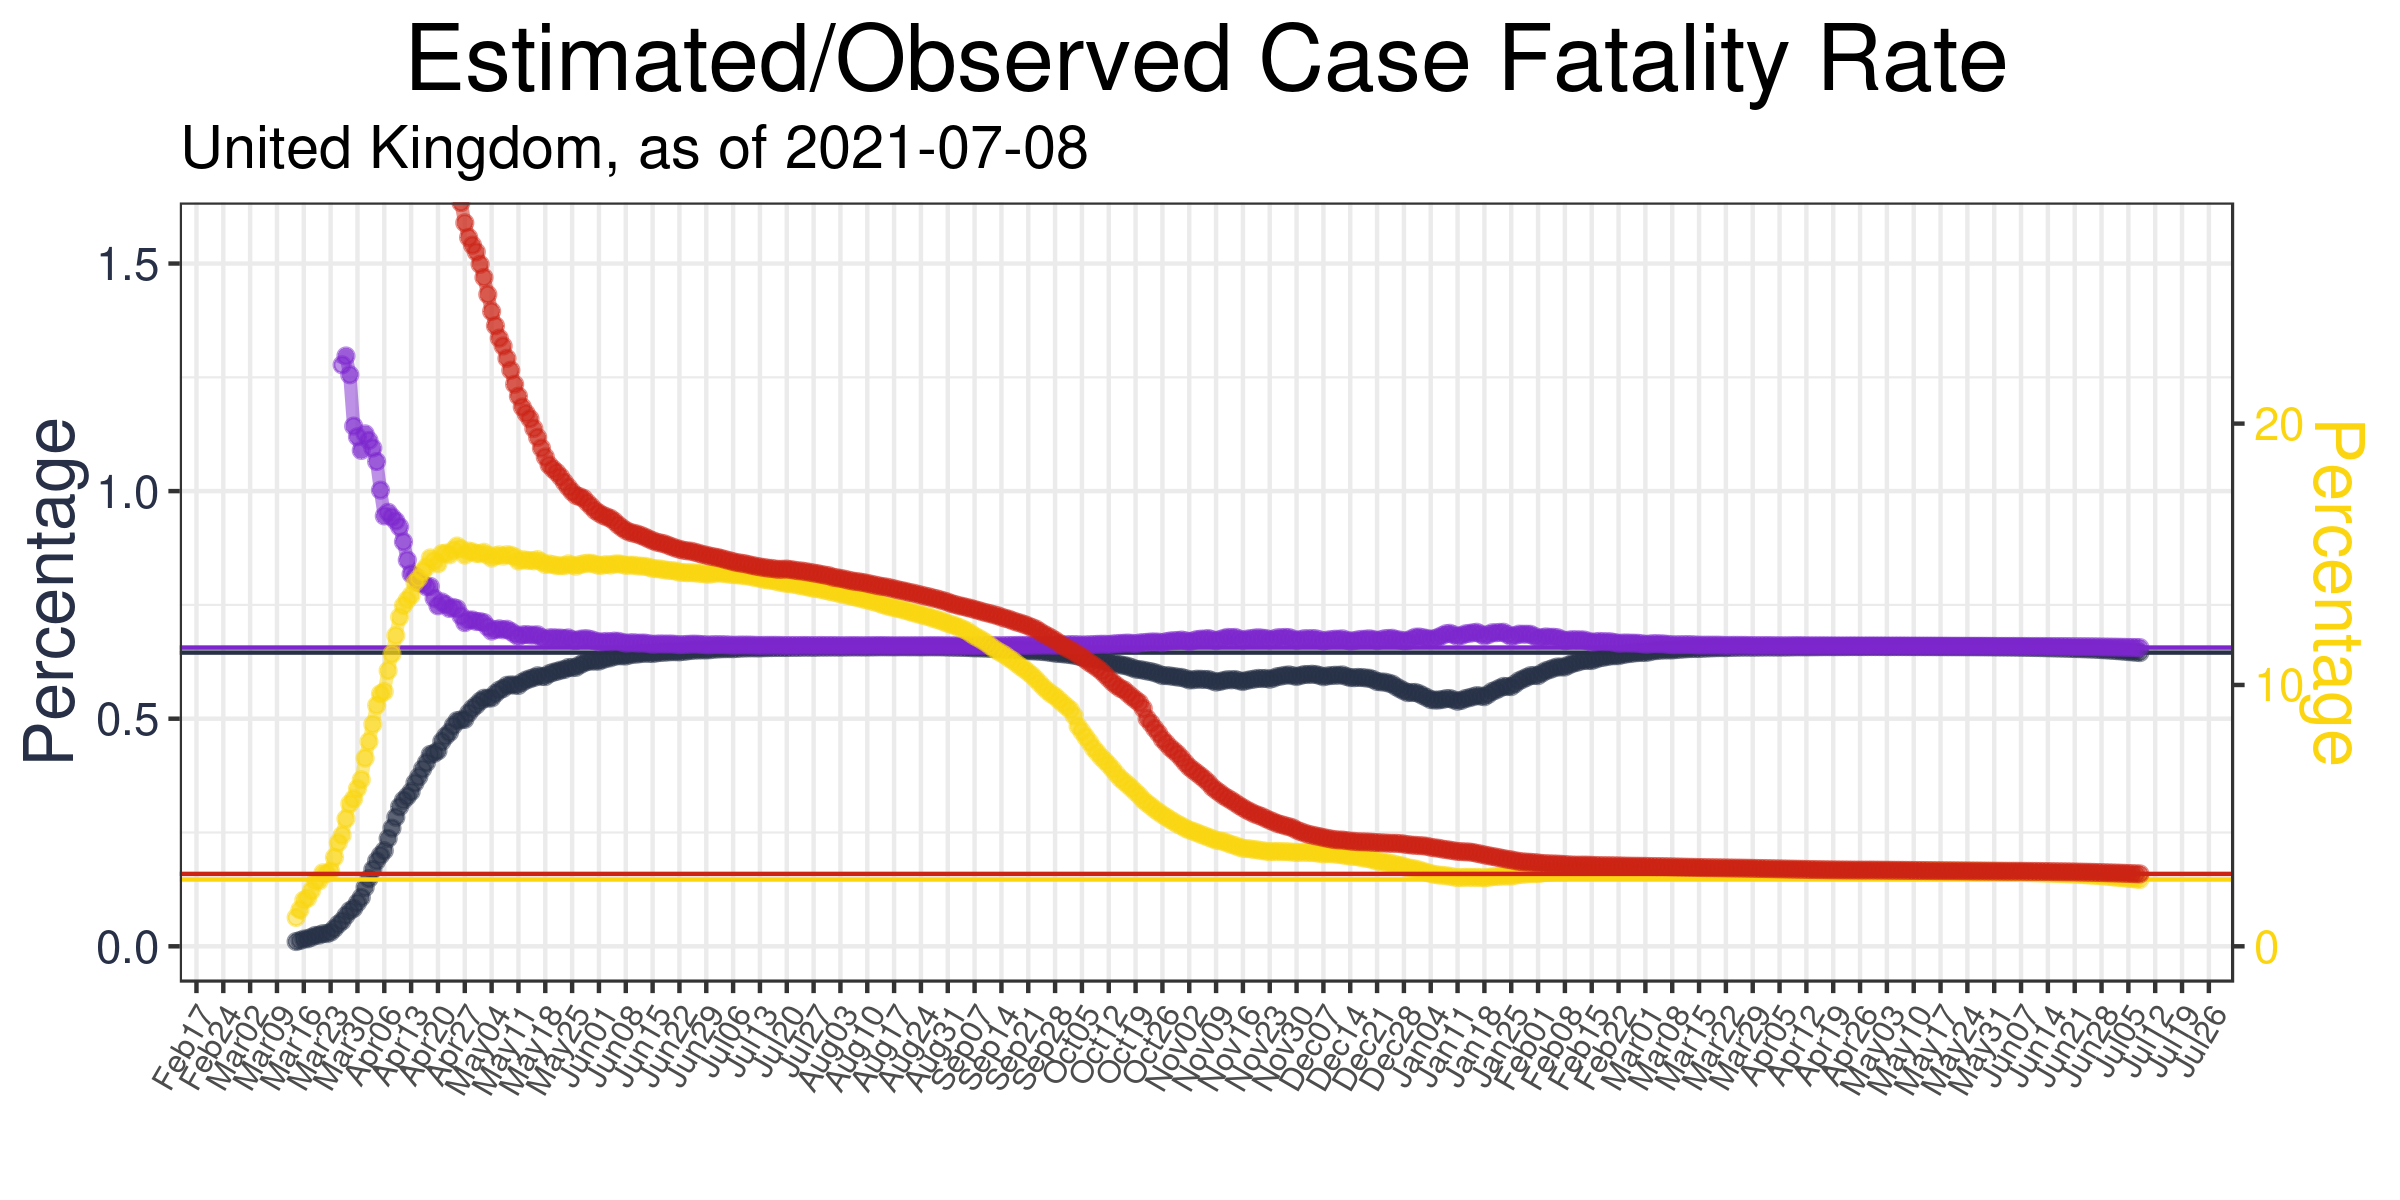 Estimated/Observed Case Fatality Rate
United Kingdom, as of 2021-07-08
Percentage
1.5
1.0
0.5
0.0
20
10
0
Percentage
Feb17
Feb24
Mar02
Mar09
Mar16
Mar23
Mar30
Apr06
Apr13
Apr20
Apr27
May04
May11
May18
May25
Jun01
Jun08
Jun15
Jun22
Jun29
Jul06
Jul13
Jul20
Jul27
Aug03
Aug10
Aug17
Aug24
Aug31
Sep07
Sep14
Sep21
Sep28
Oct05
Oct12
Oct19
Oct26
Nov02
Nov09
Nov16
Nov23
Nov30
Dec07
Dec14
Dec21
Dec28
Jan04
Jan11
Jan18
Jan25
Feb01
Feb08
Feb15
Feb22
Mar01
Mar08
Mar15
Mar22
Mar29
Apr05
Apr12
Apr19
Apr26
May03
May10
May17
May24
May31
Jun07
Jun14
Jun21
Jun28
Jul05
Jul12
Jul19
Jul26